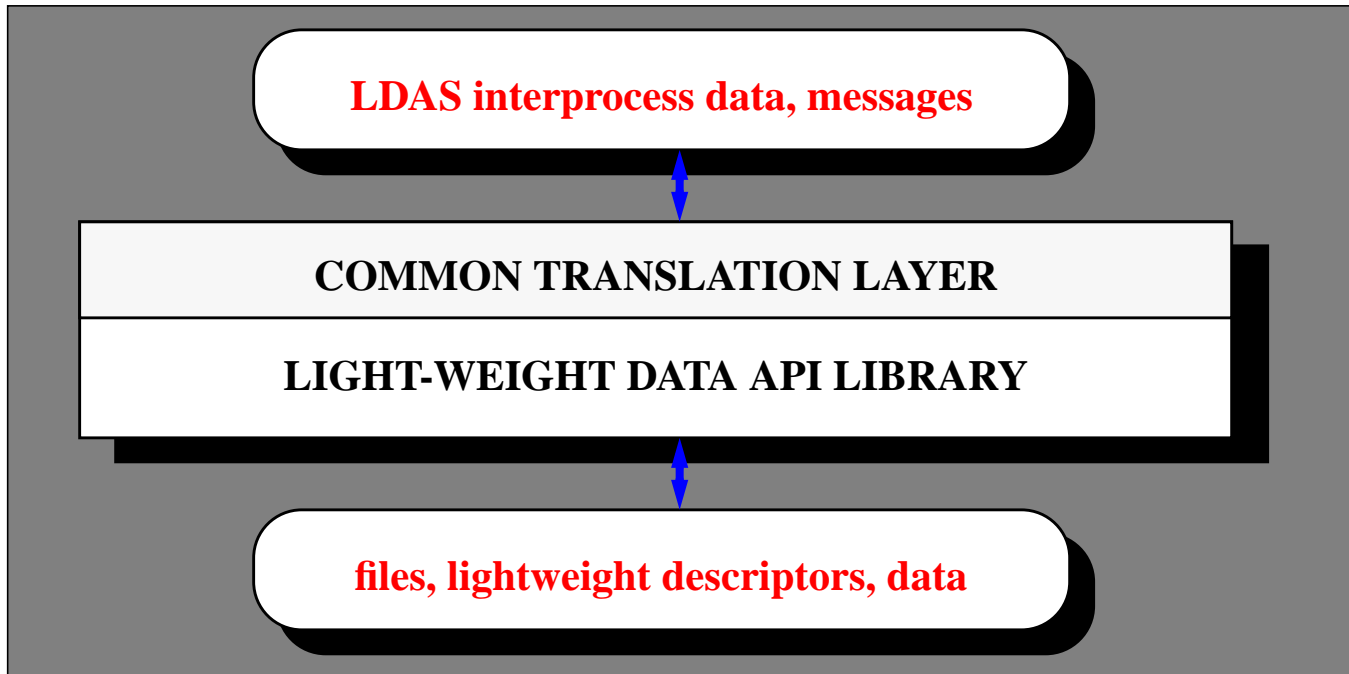 LDAS interprocess data, messages
COMMON TRANSLATION LAYER
LIGHT-WEIGHT DATA API LIBRARY
files, lightweight descriptors, data